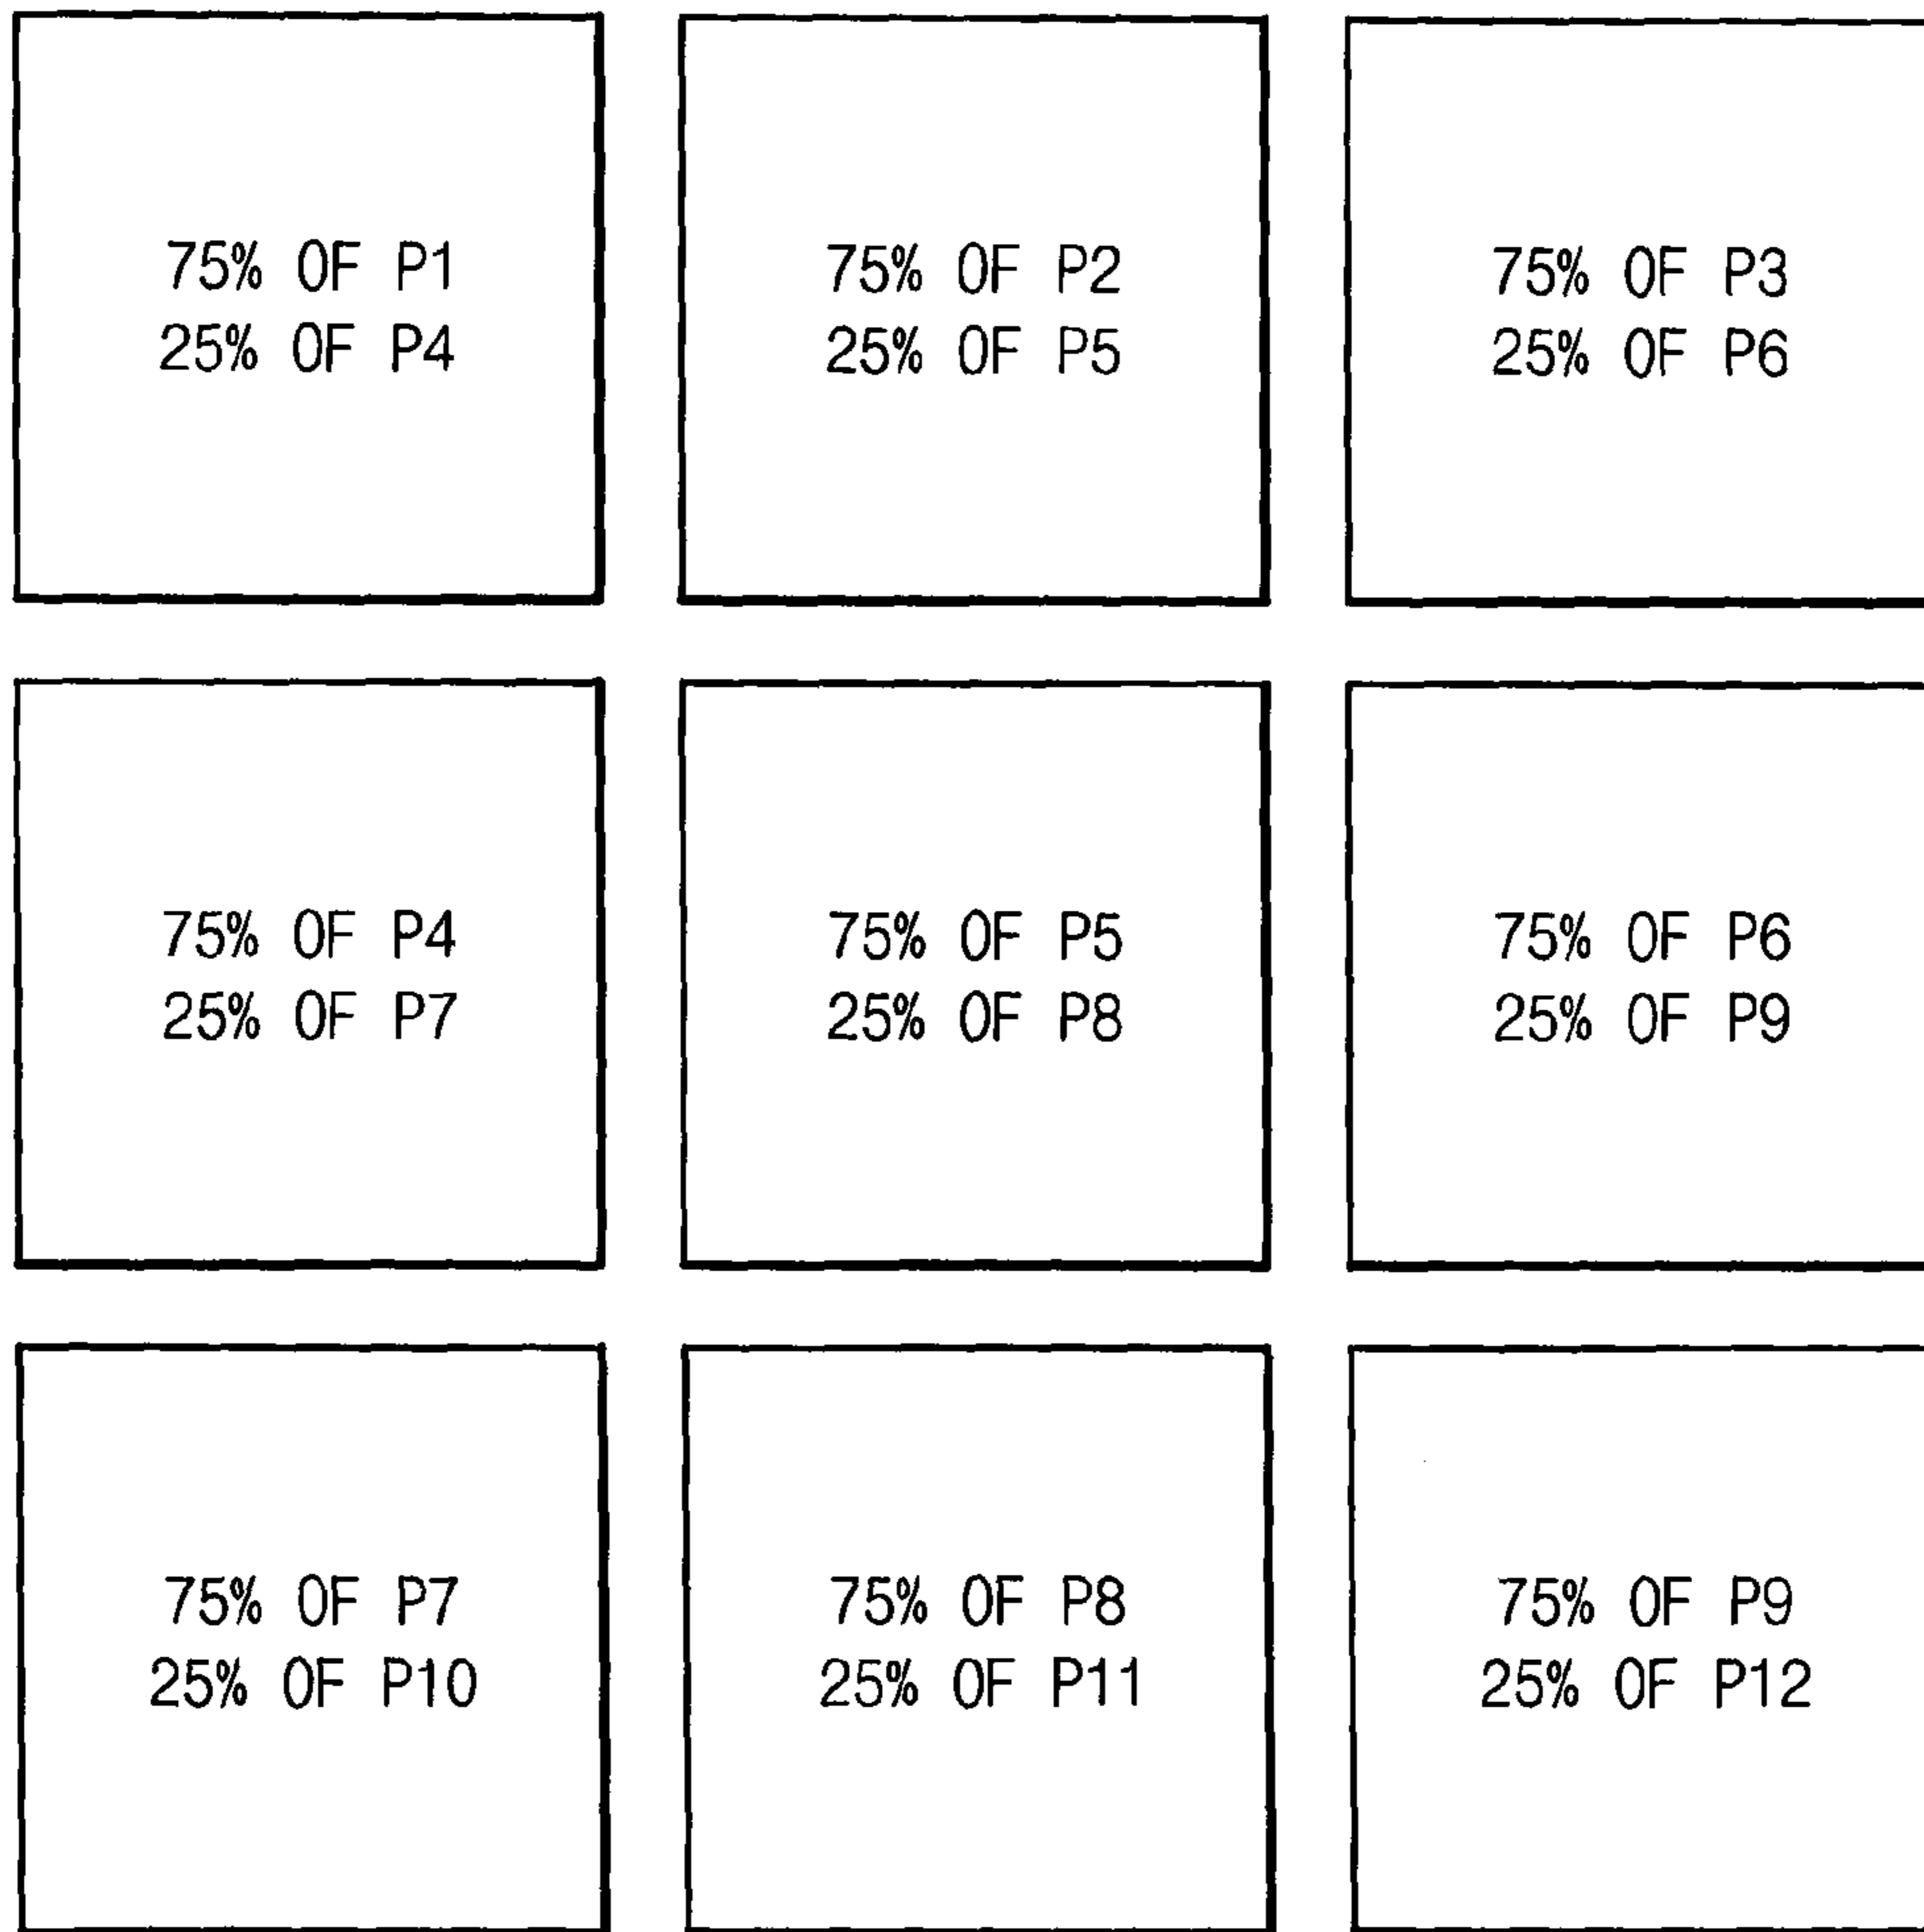 75% OF P1
25% OF P4
75% OF P2
25% OF P5
75% OF P3
25% OF P6
75% OF P4
25% OF P7
75% OF P5
25% OF P8
75% OF P6
25% OF P9
75% OF P7
25% OF P10
75% OF P8
25% OF P11
75% OF P9
25% OF P12